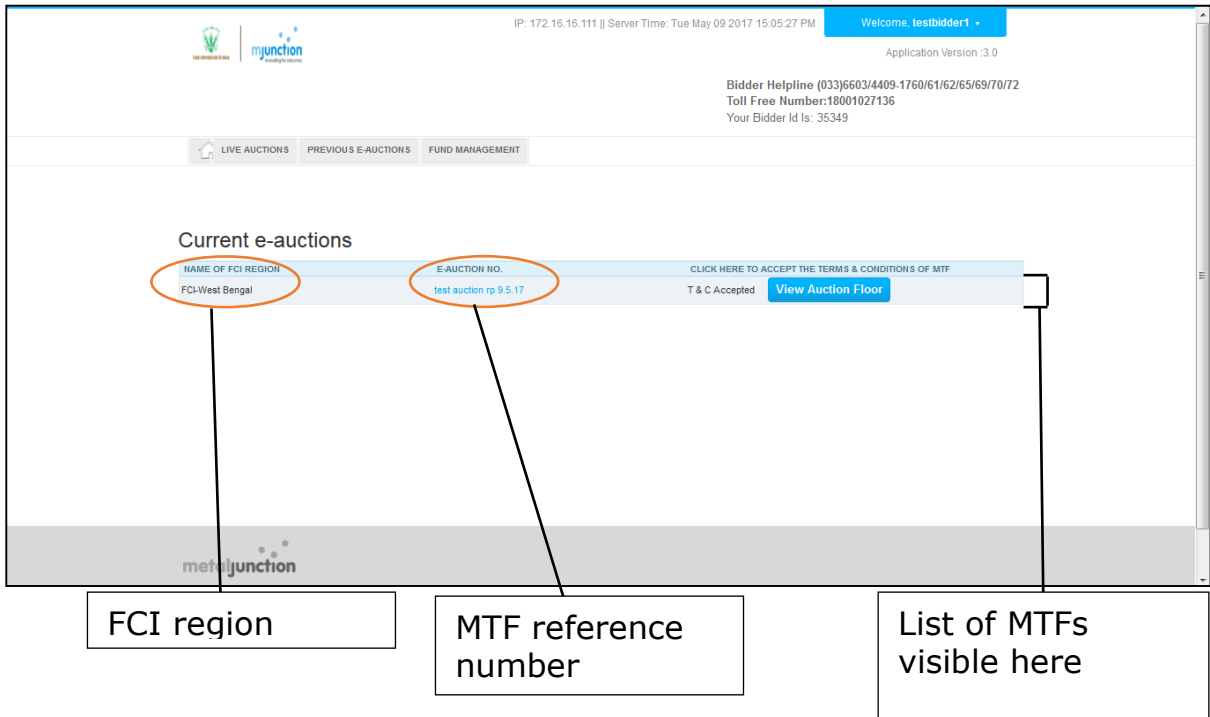 IP: 172.16.16.111 || Server Time: Tue May 09 2017 15:05:27 PM
Welcome, testbidder1
mjunction
Application Version :3.0
Bidder Helpline (033)6603/4409-1760/61/62/65/69/70/72
Toll Free Number:18001027136
Your Bidder Id Is: 35349
LIVE AUCTIONS PREVIOUS E-AUCTIONS FUND MANAGEMENT
Current e-auctions
NAME OF FCI REGION E-AUCTION NO. CLICK HERE TO ACCEPT THE TERMS & CONDITIONS OF MTF
FCI-West Bengal test auction rp 9.5.17 T & C Accepted View Auction Floor
metaljunction
FCI region
MTF reference
number
List of MTFs
visible here